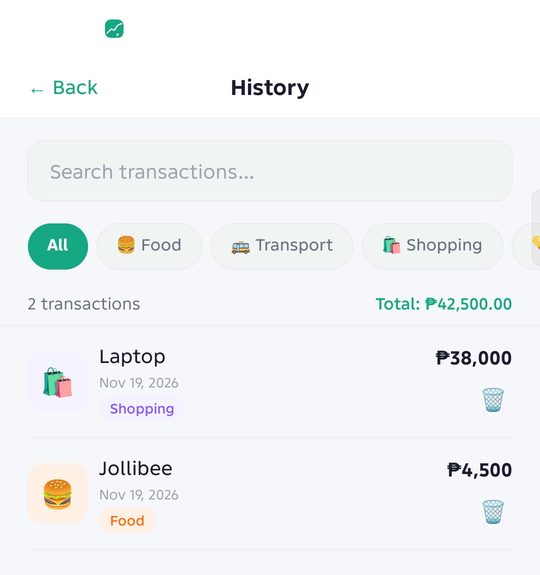 ← Back
History
Search transactions...
All
Food
Transport
Shopping
2 transactions
Total: ₱42,500.00
Laptop
₱38,000
Nov 19, 2026
Shopping
Jollibee
₱4,500
Nov 19, 2026
Food